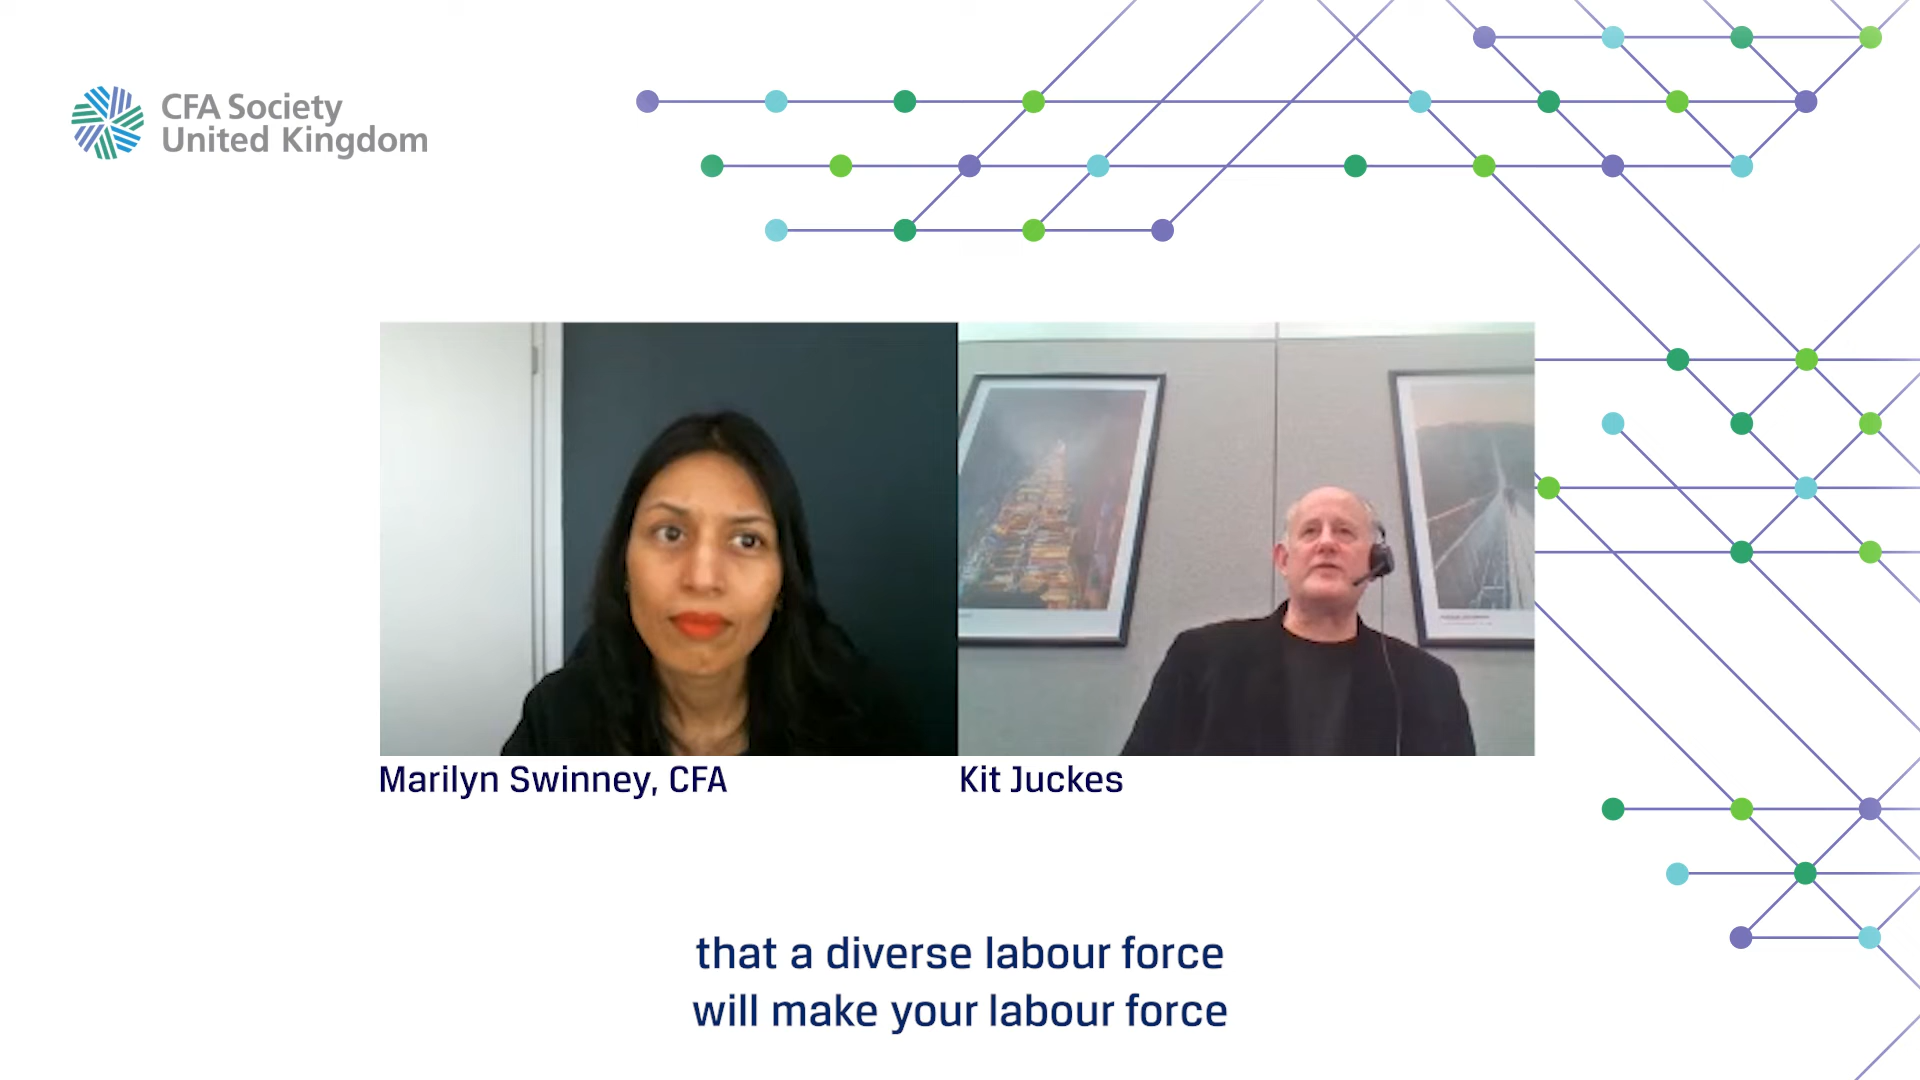 CFA Society
United Kingdom
Marilyn Swinney, CFA
Kit Juckes
that a diverse labour force
will make your labour force